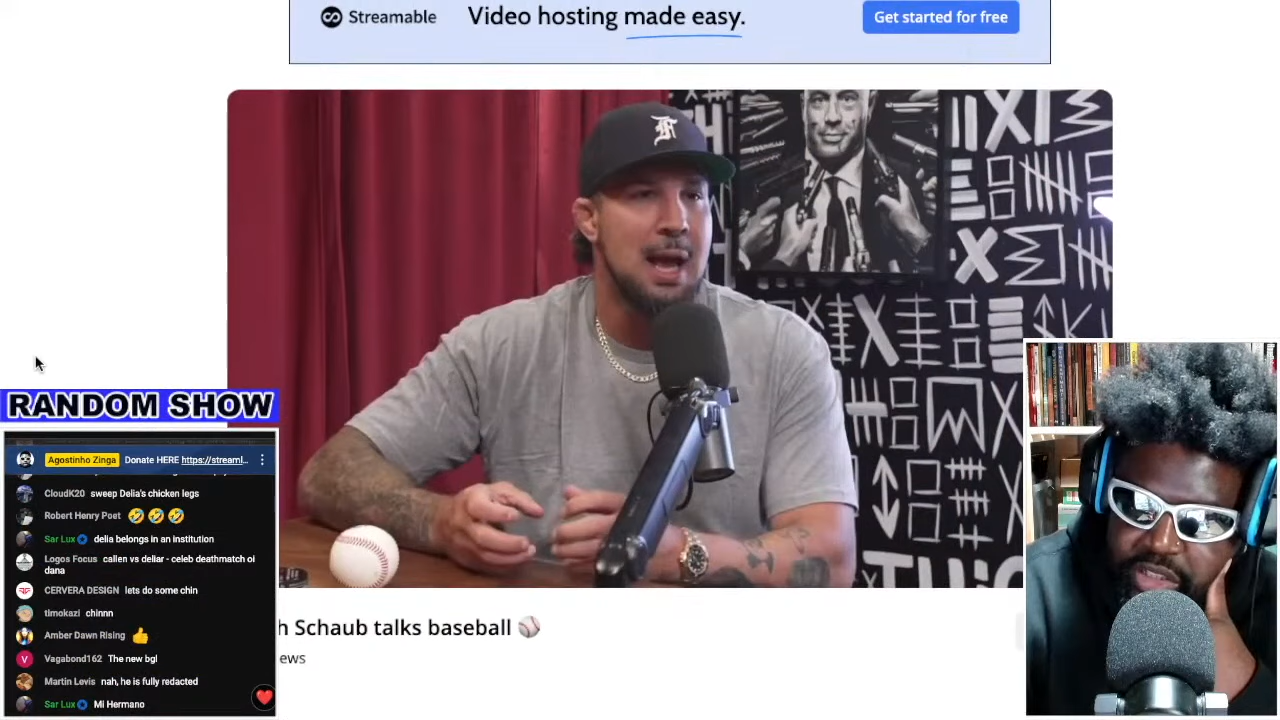 Streamable
Video hosting made easy.
Get started for free
RANDOM SHOW
Agostinho Zinga Donate HERE https://streaml...
CloudK20 sweep Delia's chicken legs
Robert Henry Poet 🤣 🤣 🤣
Sar Lux delia belongs in an institution
Logos Focus callen vs deliar - celeb deathmatch oi
dana
CERVERA DESIGN lets do some chin
timokazi chinnn
Amber Dawn Rising 👍
Vagabond162 The new bgl
Martin Levis nah, he is fully redacted
Sar Lux Mi Hermano
h Schaub talks baseball ⚾
ews